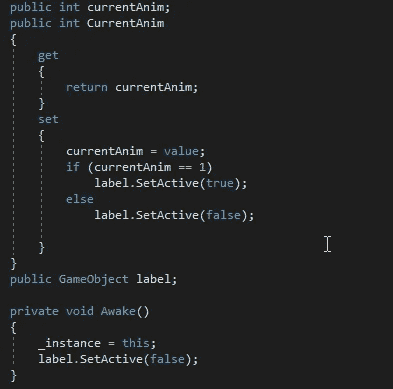 public int currentAnim;
public int CurrentAnim
{
    get
    {
        return currentAnim;
    }
    set
    {
        currentAnim = value;
        if (currentAnim == 1)
            label.SetActive(true);
        else
            label.SetActive(false);

    }
}
public GameObject label;

private void Awake()
{
    _instance = this;
    label.SetActive(false);
}